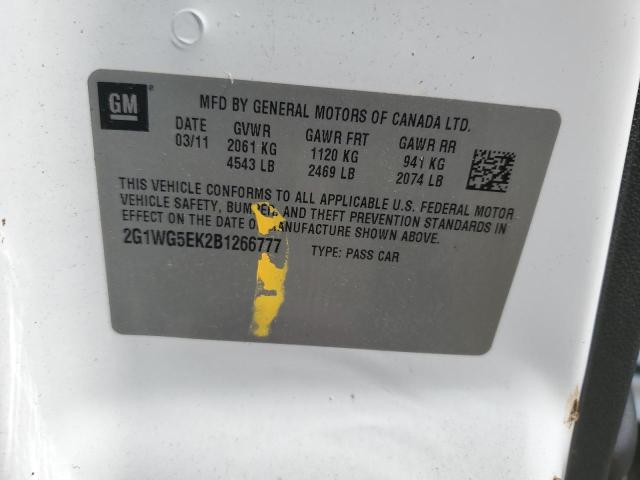 GM
MFD BY GENERAL MOTORS OF CANADA LTD.
DATE GVWR GAWR FRT GAWR RR
03/11 2061 KG 1120 KG 941 KG
4543 LB 2469 LB 2074 LB
THIS VEHICLE CONFORMS TO ALL APPLICABLE U.S. FEDERAL MOTOR
VEHICLE SAFETY, BUMPER, AND THEFT PREVENTION STANDARDS IN
EFFECT ON THE DATE OF MANUFACTURE SHOWN ABOVE.
2G1WG5EK2B1266777 TYPE: PASS CAR